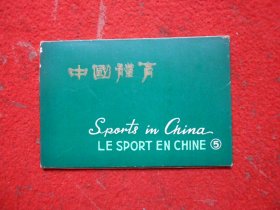 中國體育
Sports in China
LE SPORT EN CHINE ⑤